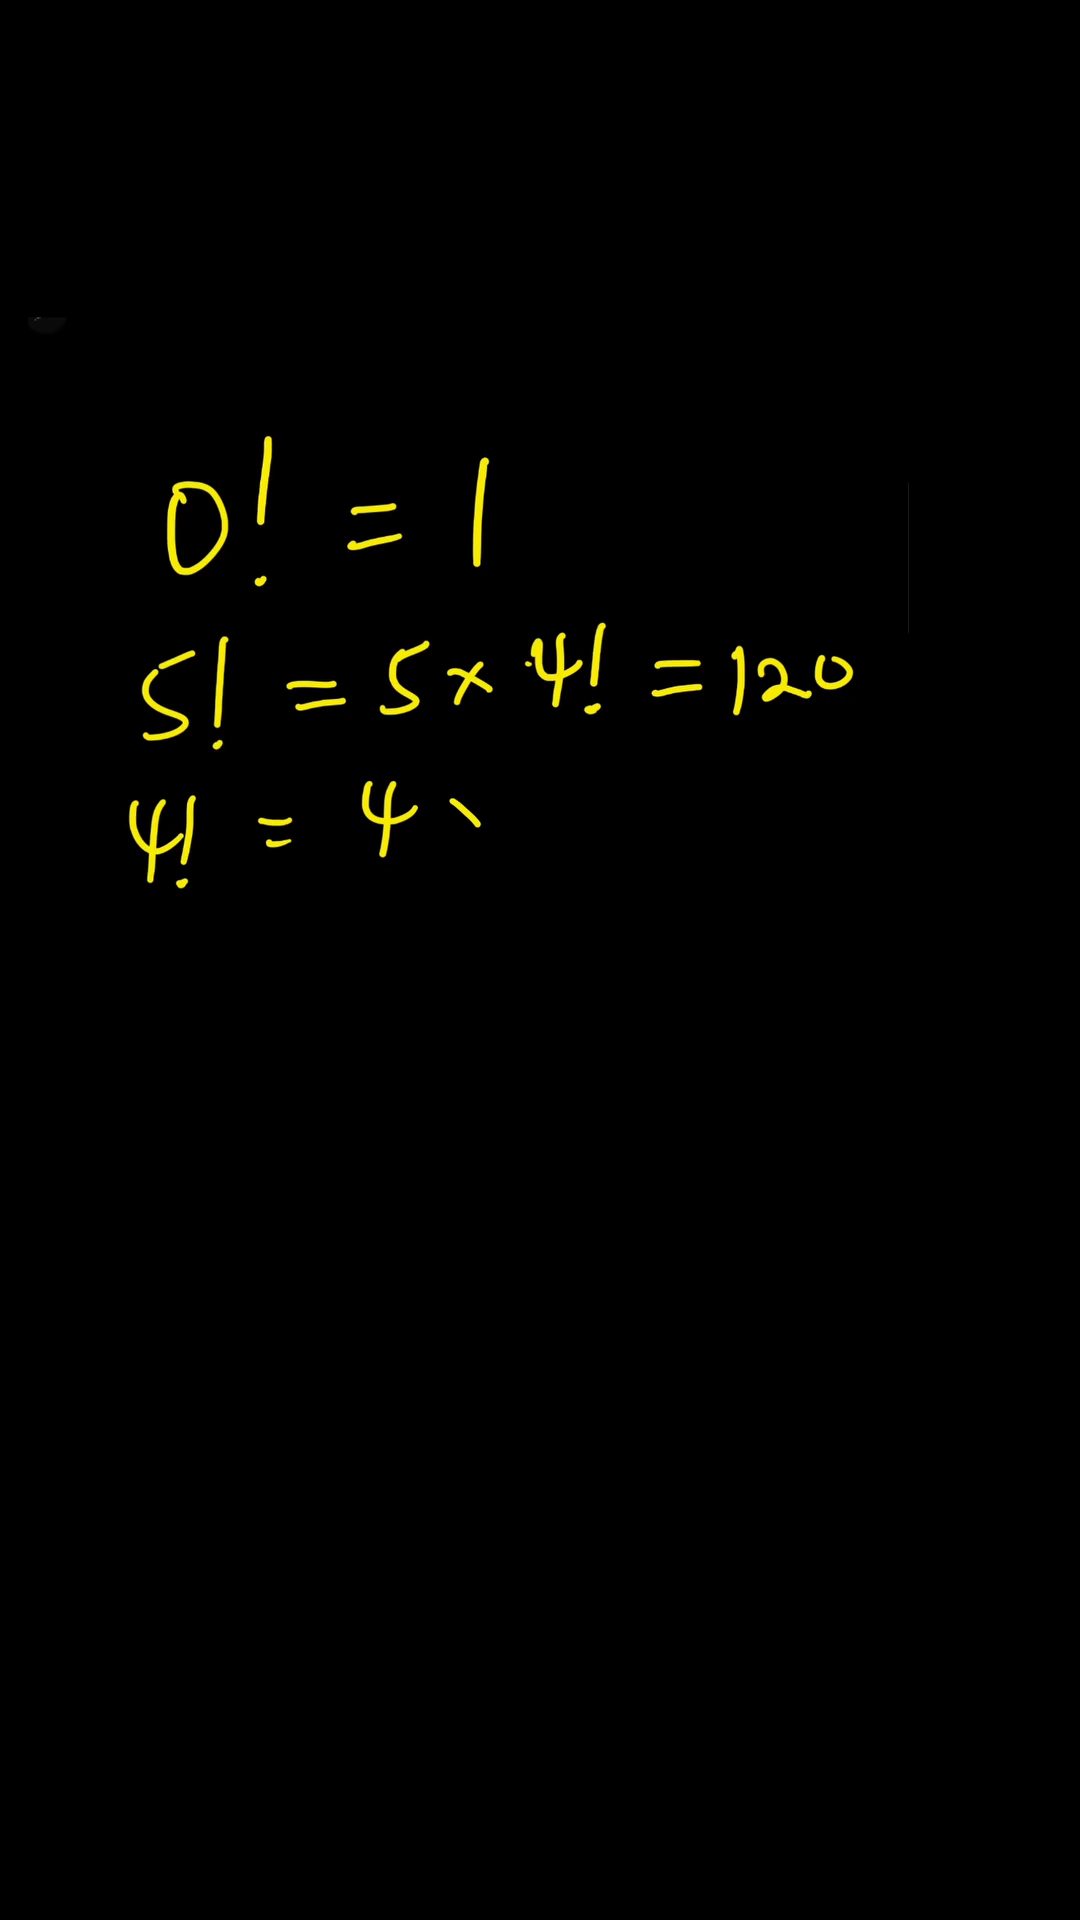 0! = 1
5! = 5 × 4! = 120
4! = 4 \